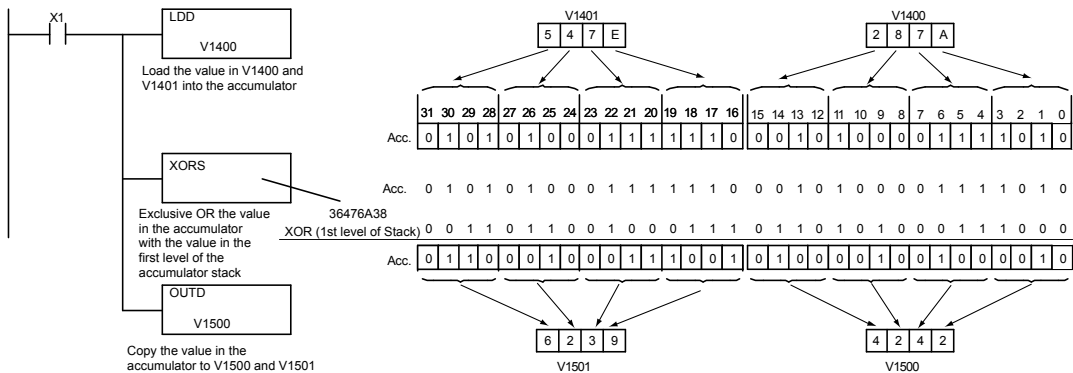 X1
LDD
V1400
Load the value in V1400 and
V1401 into the accumulator
XORS
36476A38
Exclusive OR the value
in the accumulator
with the value in the
first level of the
accumulator stack
OUTD
V1500
Copy the value in the
accumulator to V1500 and V1501
V1401 V1400
5 4 7 E 2 8 7 A
31 30 29 28 27 26 25 24 23 22 21 20 19 18 17 16 15 14 13 12 11 10 9 8 7 6 5 4 3 2 1 0
Acc. 0 1 0 1 0 1 0 0 0 1 1 1 1 1 1 0 0 0 1 0 1 0 0 0 0 1 1 1 1 0 1 0
Acc. 0 1 0 1 0 1 0 0 0 1 1 1 1 1 1 0 0 0 1 0 1 0 0 0 0 1 1 1 1 0 1 0
XOR (1st level of Stack) 0 0 1 1 0 1 1 0 0 1 0 0 0 1 1 1 0 1 1 0 1 0 1 0 0 0 1 1 1 0 0 0
Acc. 0 1 1 0 0 0 1 0 0 0 1 1 1 0 0 1 0 1 0 0 0 0 1 0 0 1 0 0 0 0 1 0
6 2 3 9 4 2 4 2
V1501 V1500